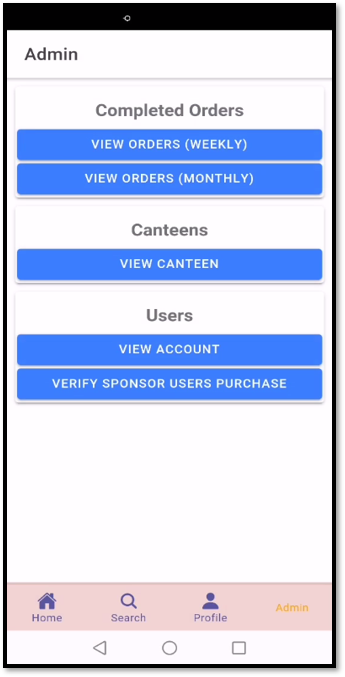 Admin
Completed Orders
VIEW ORDERS (WEEKLY)
VIEW ORDERS (MONTHLY)
Canteens
VIEW CANTEEN
Users
VIEW ACCOUNT
VERIFY SPONSOR USERS PURCHASE
Home Search Profile Admin